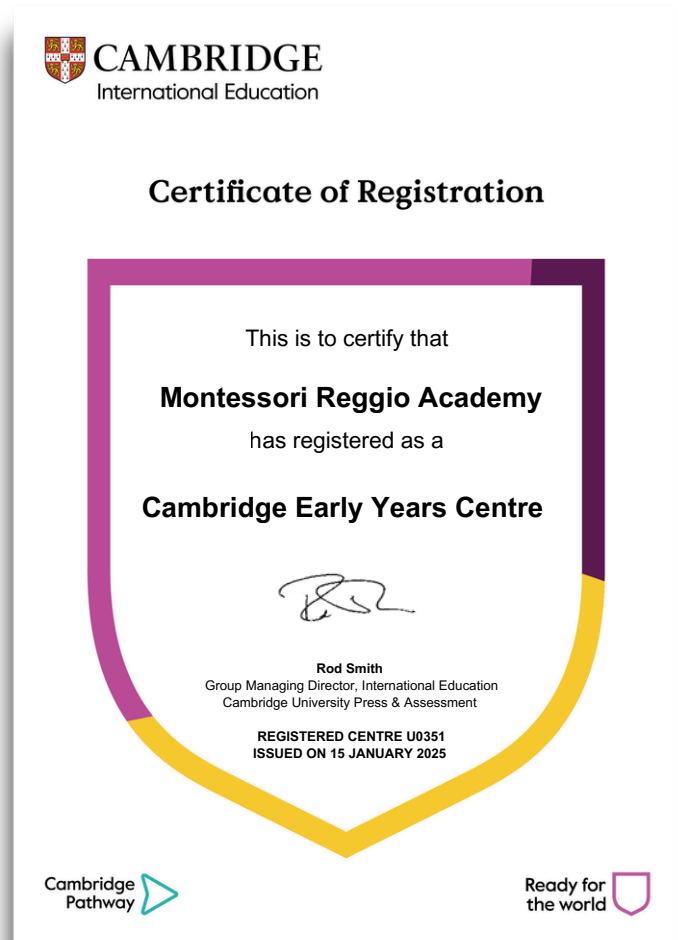 CAMBRIDGE
International Education
Certificate of Registration
This is to certify that
Montessori Reggio Academy
has registered as a
Cambridge Early Years Centre
Rod Smith
Group Managing Director, International Education
Cambridge University Press & Assessment
REGISTERED CENTRE U0351
ISSUED ON 15 JANUARY 2025
Cambridge
Pathway
Ready for
the world